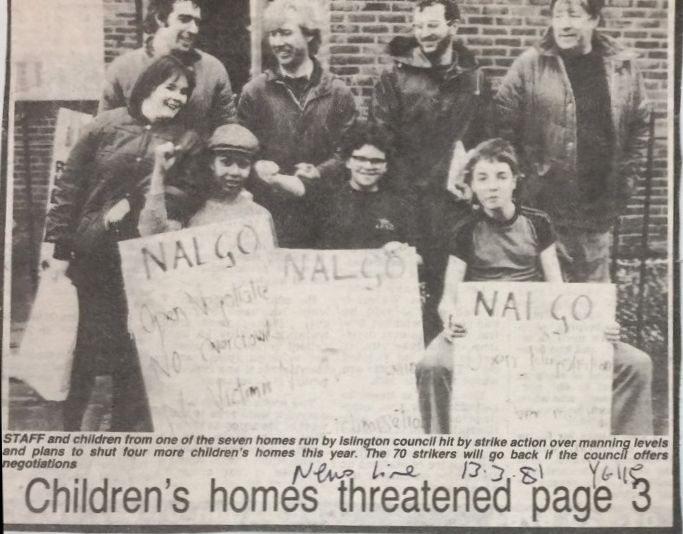 NALGO
Open Negotiate
NO Overcrowd
Victimi
NALGO
NALGO
STAFF and children from one of the seven homes run by Islington council hit by strike action over manning levels
and plans to shut four more children's homes this year. The 70 strikers will go back if the council offers
negotiations
News Line 13.3.81
Children's homes threatened page 3